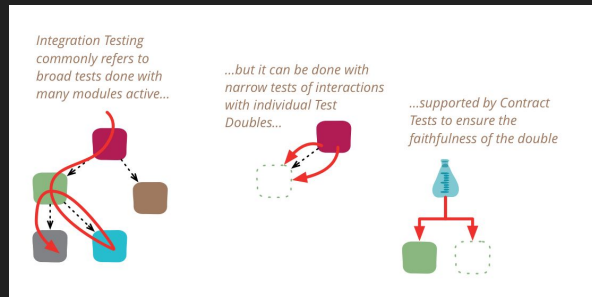 Integration Testing
commonly refers to
broad tests done with
many modules active...
...but it can be done with
narrow tests of interactions
with individual Test
Doubles...
...supported by Contract
Tests to ensure the
faithfulness of the double